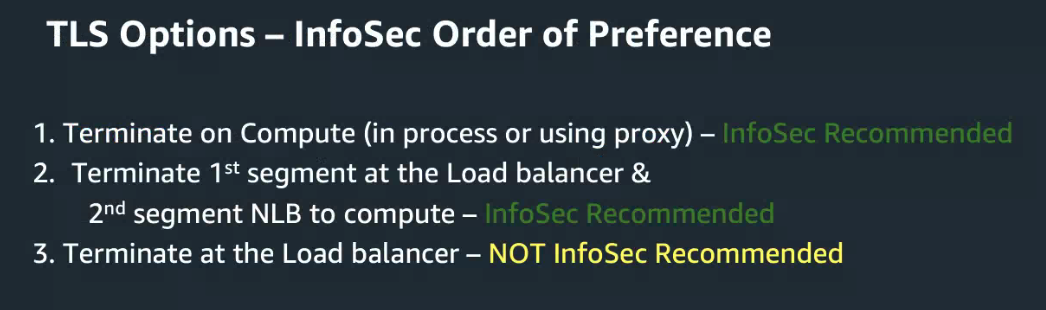 TLS Options – InfoSec Order of Preference
1. Terminate on Compute (in process or using proxy) – InfoSec Recommended
2. Terminate 1st segment at the Load balancer &
2nd segment NLB to compute – InfoSec Recommended
3. Terminate at the Load balancer – NOT InfoSec Recommended